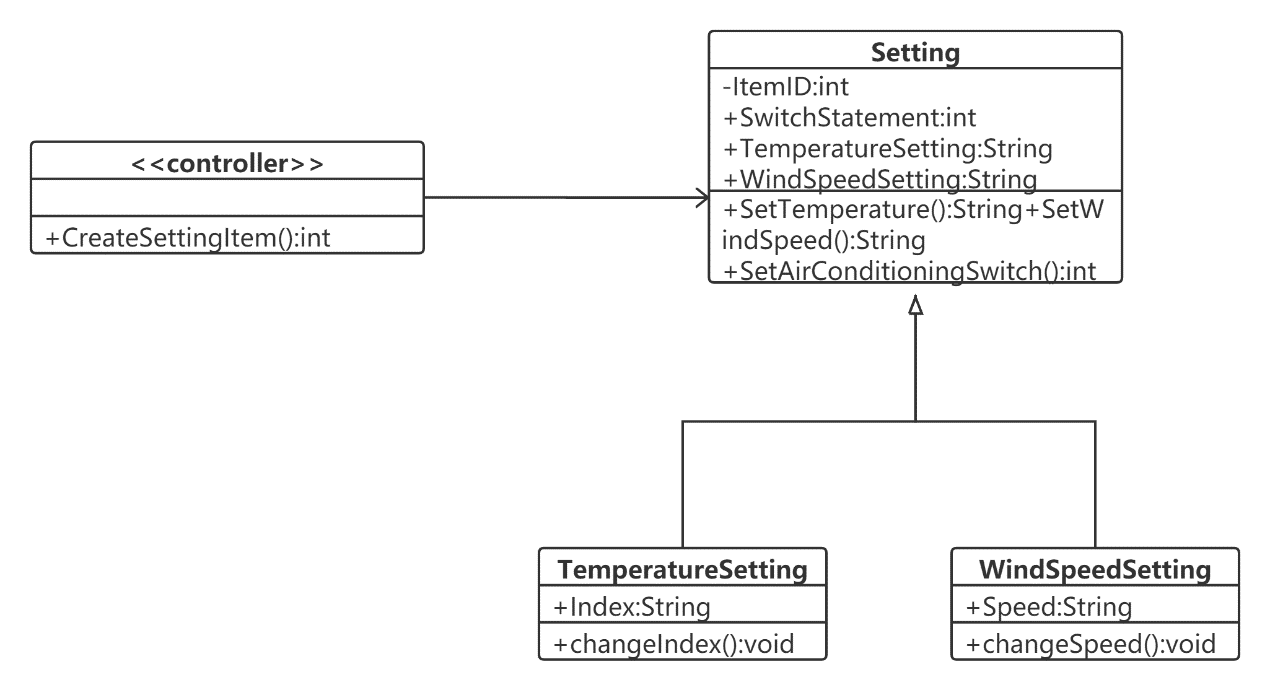 Setting
-ItemID:int
+SwitchStatement:int
+TemperatureSetting:String
+WindSpeedSetting:String
+SetTemperature():String+SetW
indSpeed():String
+SetAirConditioningSwitch():int
<<controller>>
+CreateSettingItem():int
TemperatureSetting
+Index:String
+changeIndex():void
WindSpeedSetting
+Speed:String
+changeSpeed():void